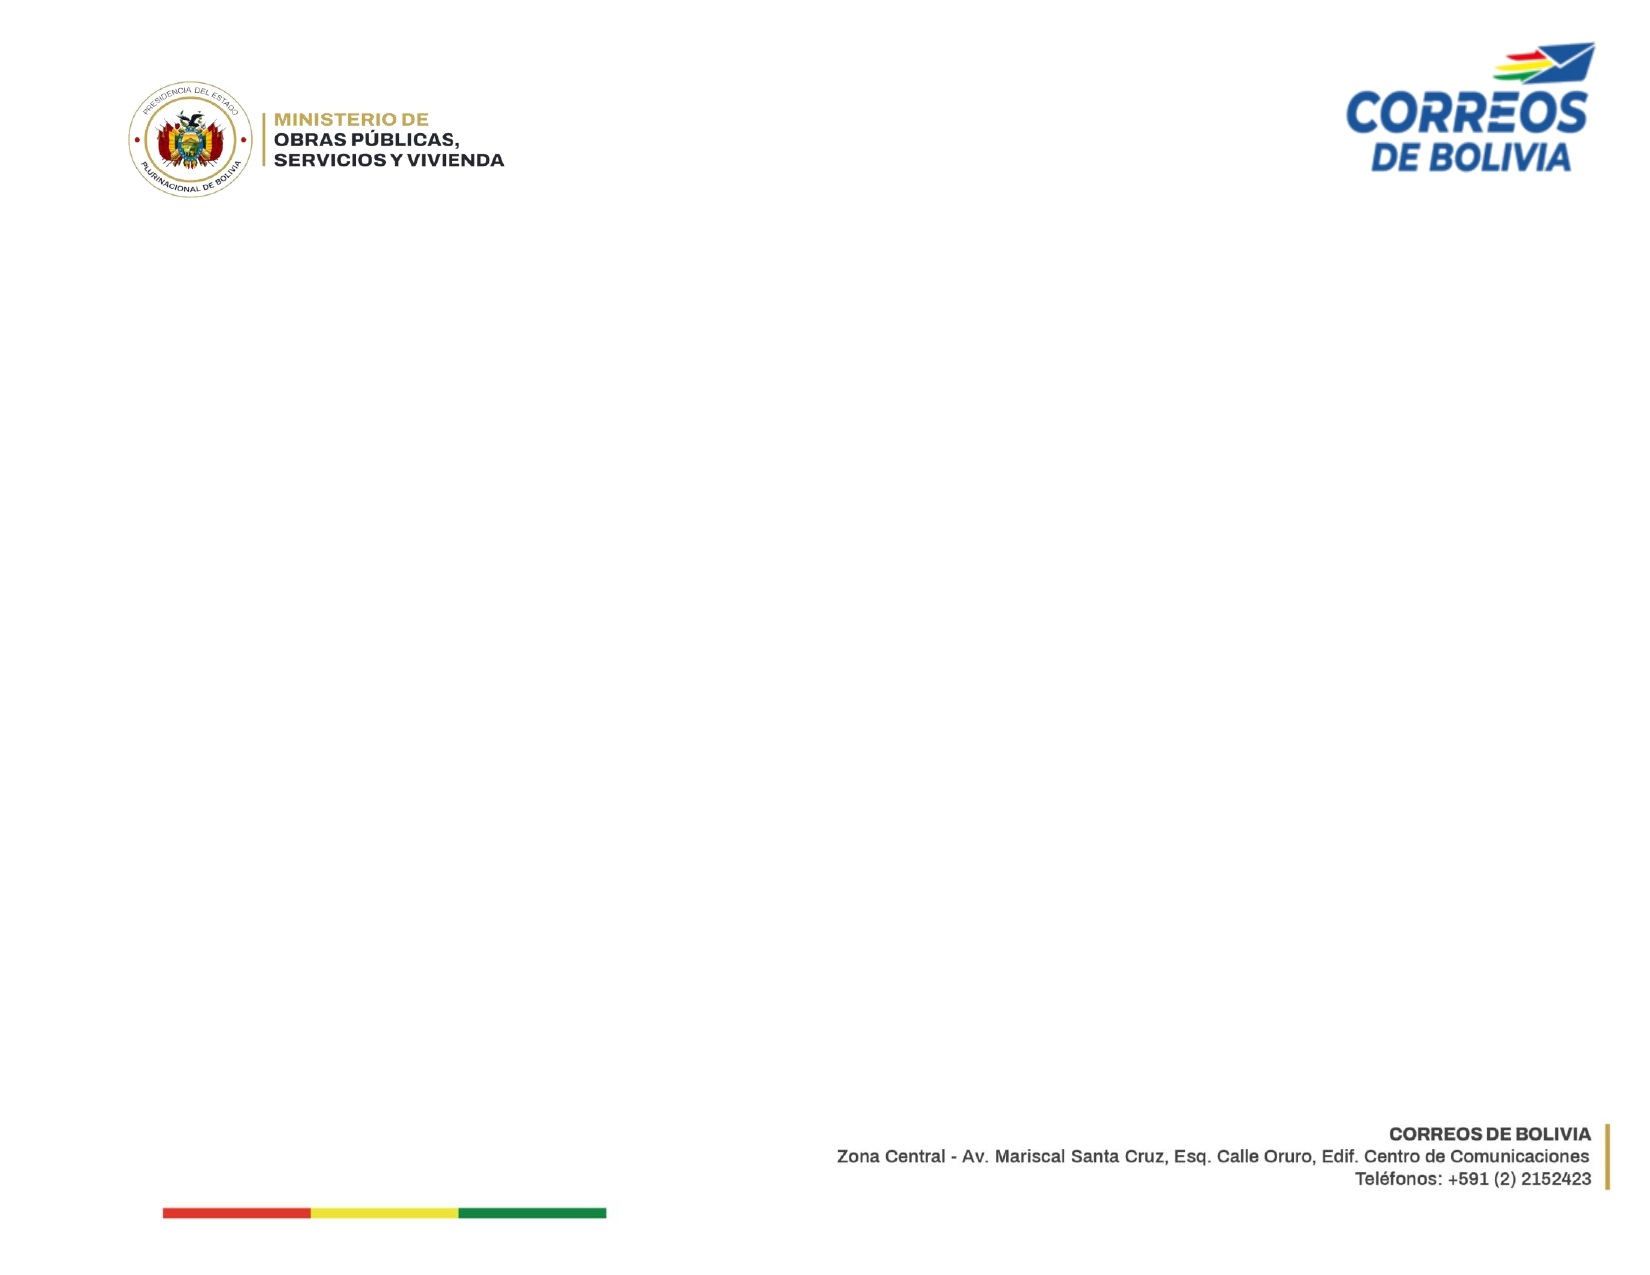 PRESIDENCIA DEL ESTADO
PLURINACIONAL DE BOLIVIA
MINISTERIO DE
OBRAS PÚBLICAS,
SERVICIOS Y VIVIENDA
CORREOS
DE BOLIVIA
CORREOS DE BOLIVIA
Zona Central - Av. Mariscal Santa Cruz, Esq. Calle Oruro, Edif. Centro de Comunicaciones
Teléfonos: +591 (2) 2152423